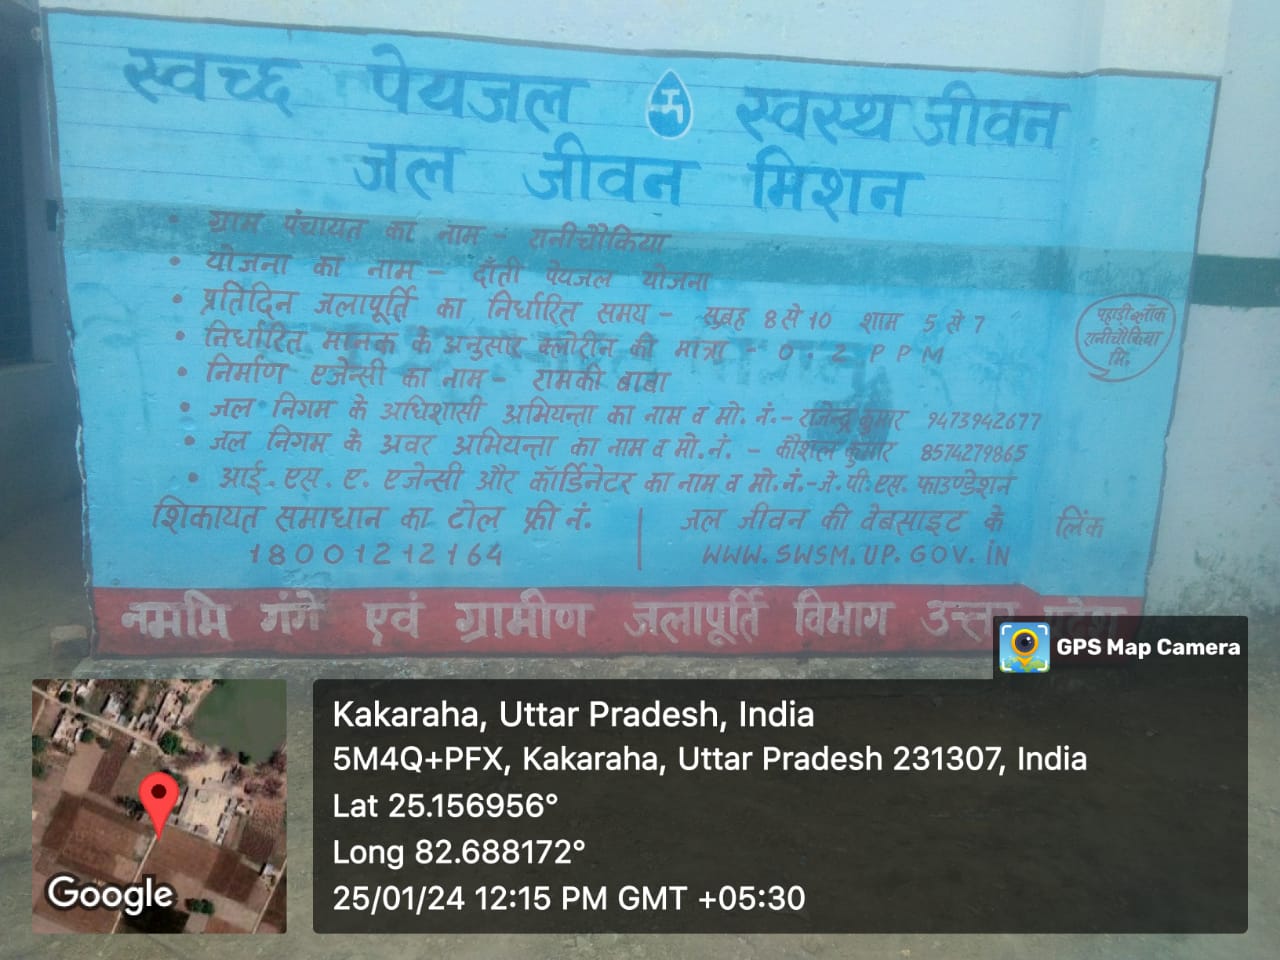 स्वच्छ पेयजल स्वस्थ जीवन
जल जीवन मिशन
• ग्राम पंचायत का नाम - रानीचौकिया
• योजना का नाम - दाँती पेयजल योजना
• प्रतिदिन जलापूर्ति का निर्धारित समय - सुबह 8 से 10 शाम 5 से 7
• निर्धारित मानक के अनुसार क्लोरीन की मात्रा - 0.2 PPM
• निर्माण एजेन्सी का नाम - रामकी बाबा
• जल निगम के अधिशासी अभियन्ता का नाम व मो. नं. - राजेन्द्र कुमार 9473942677
• जल निगम के अवर अभियन्ता का नाम व मो. नं. - कौशल कुमार 8574279865
• आई. एस. ए. एजेन्सी और कॉर्डिनेटर का नाम व मो. नं. - जे. पी. एस. फाउण्डेशन
पहाड़ी ब्लॉक
रानीचौकिया
मि.
शिकायत समाधान का टोल फ्री नं.
18001212164
जल जीवन की वेबसाइट के लिंक
WWW.SWSM.UP.GOV.IN
नमामि गंगे एवं ग्रामीण जलापूर्ति विभाग उत्तर प्रदेश
GPS Map Camera
Kakaraha, Uttar Pradesh, India
5M4Q+PFX, Kakaraha, Uttar Pradesh 231307, India
Lat 25.156956°
Long 82.688172°
25/01/24 12:15 PM GMT +05:30
Google